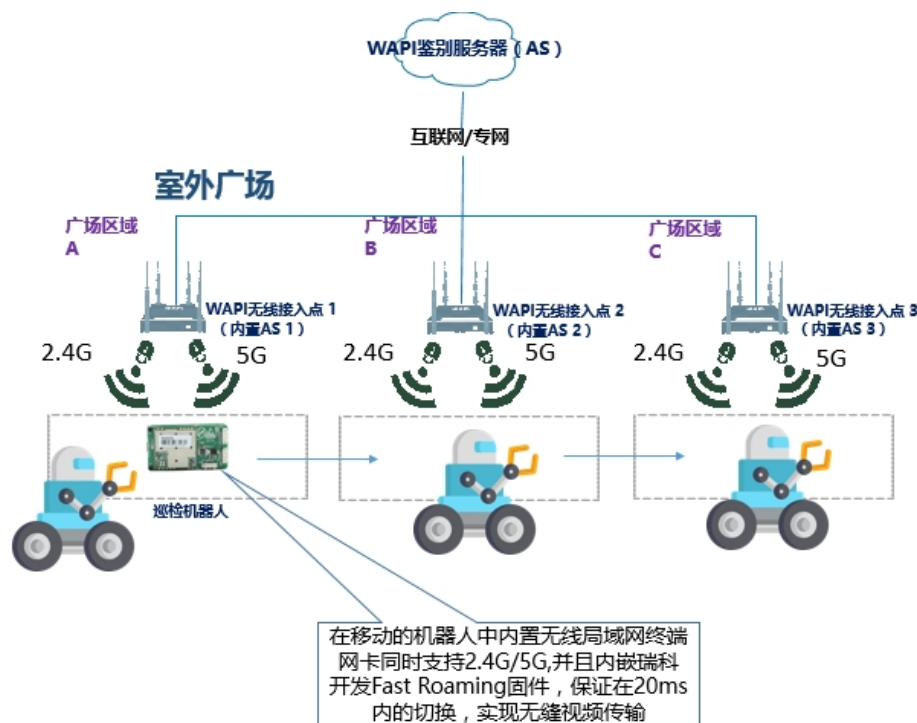 WAPI鉴别服务器（AS）
互联网/专网
室外广场
广场区域
A
广场区域
B
广场区域
C
WAPI无线接入点 1
（内置AS 1）
WAPI无线接入点 2
（内置AS 2）
WAPI无线接入点 3
（内置AS 3）
2.4G
5G
2.4G
5G
2.4G
5G
巡检机器人
在移动的机器人中内置无线局域网终端
网卡同时支持2.4G/5G,并且内嵌瑞科
开发Fast Roaming固件，保证在20ms
内的切换，实现无缝视频传输